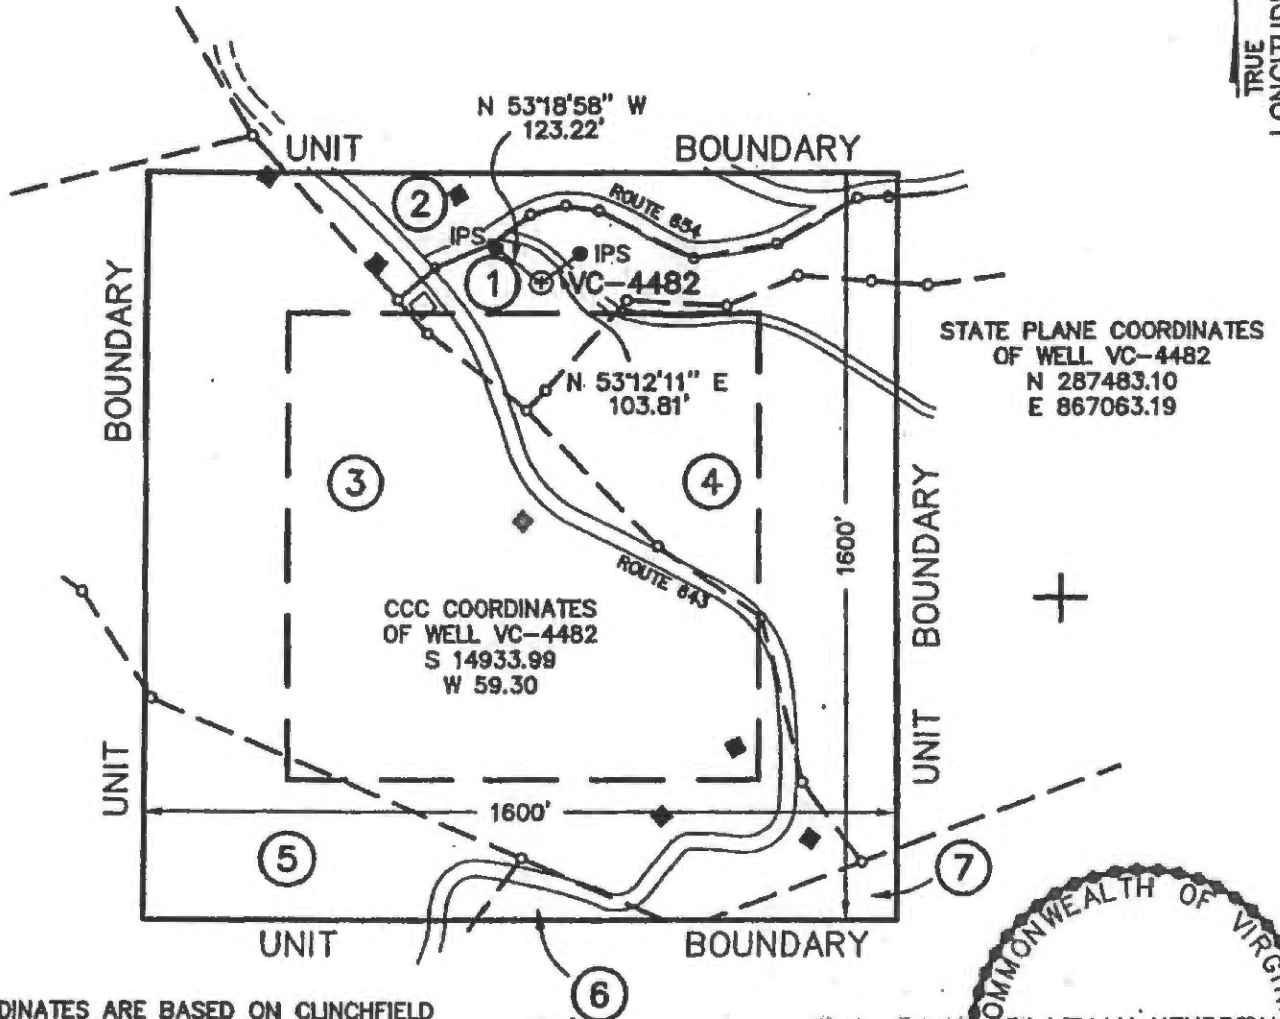 TRUE
N 53°18'58" W
123.22'
UNIT
BOUNDARY
2
ROUTE 654
IPS
IPS
1
VC-4482
BOUNDARY
STATE PLANE COORDINATES
OF WELL VC-4482
N 287483.10
E 867063.19
N 53°12'11" E
103.81'
3
4
BOUNDARY
1600'
ROUTE 643
CCC COORDINATES
OF WELL VC-4482
S 14933.99
W 59.30
UNIT
UNIT
1600'
5
7
UNIT
BOUNDARY
6
COMMONWEALTH OF
DINATES ARE BASED ON CLINCHFIELD